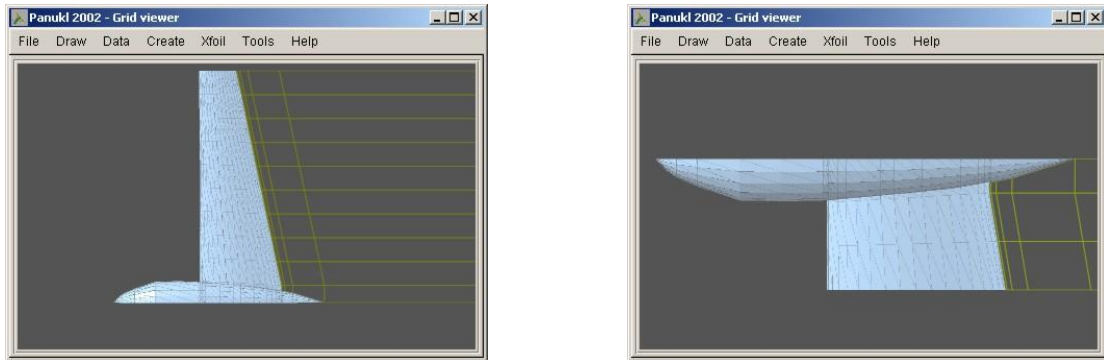 Panukl 2002 - Grid viewer
File Draw Data Create Xfoil Tools Help
Panukl 2002 - Grid viewer
File Draw Data Create Xfoil Tools Help